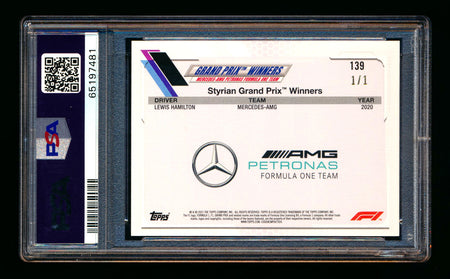 65197481
PSA
GRAND PRIX™ WINNERS
MERCEDES-AMG PETRONAS FORMULA ONE TEAM
139
1/1
Styrian Grand Prix™ Winners
DRIVER TEAM YEAR
LEWIS HAMILTON MERCEDES-AMG 2020
AMG
PETRONAS
FORMULA ONE TEAM
TOPPS
F1